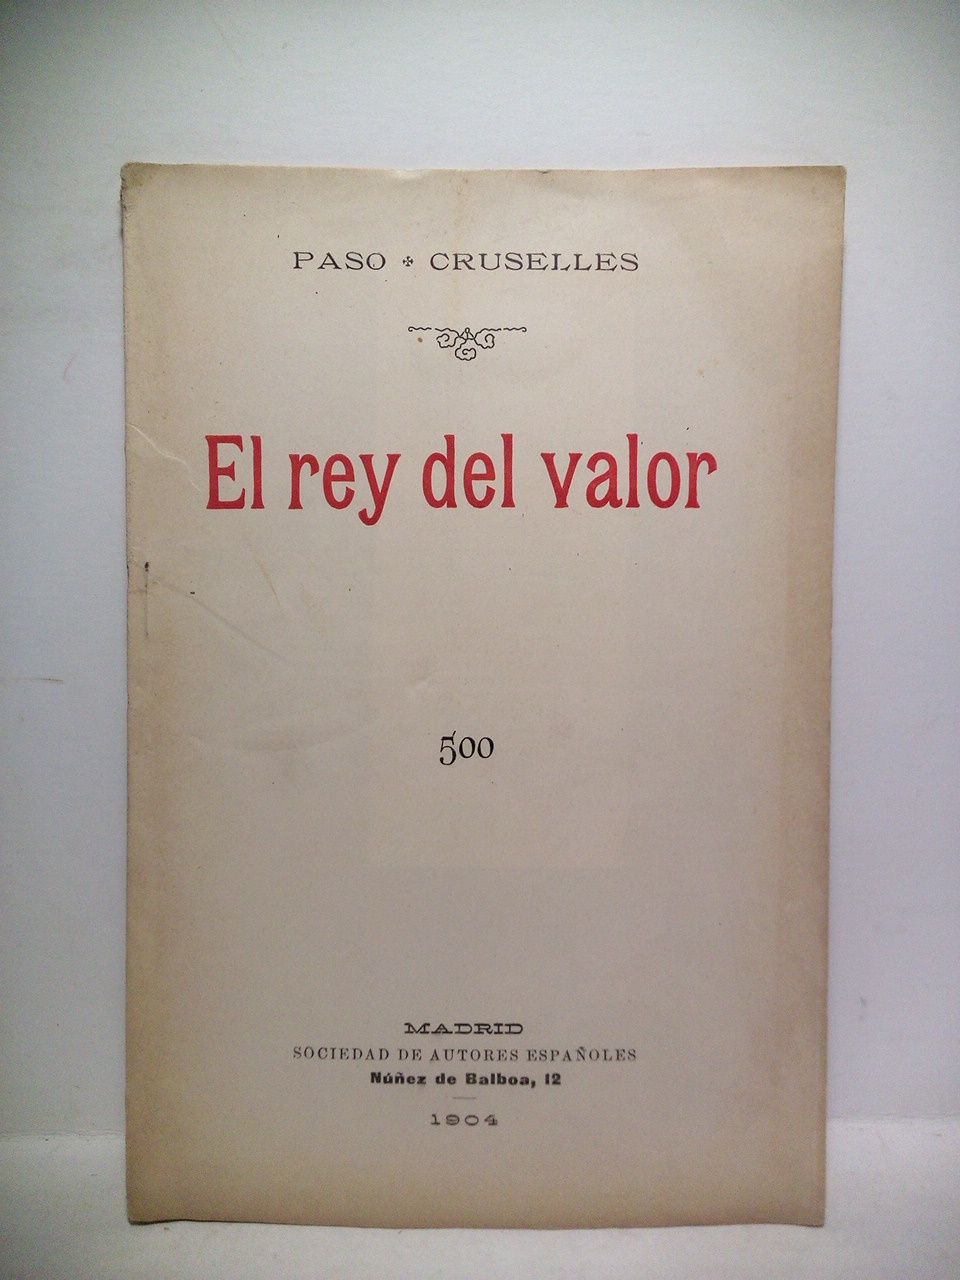 PASO ✠ CRUSELLES
El rey del valor
500
MADRID
SOCIEDAD DE AUTORES ESPAÑOLES
Núñez de Balboa, 12
1904